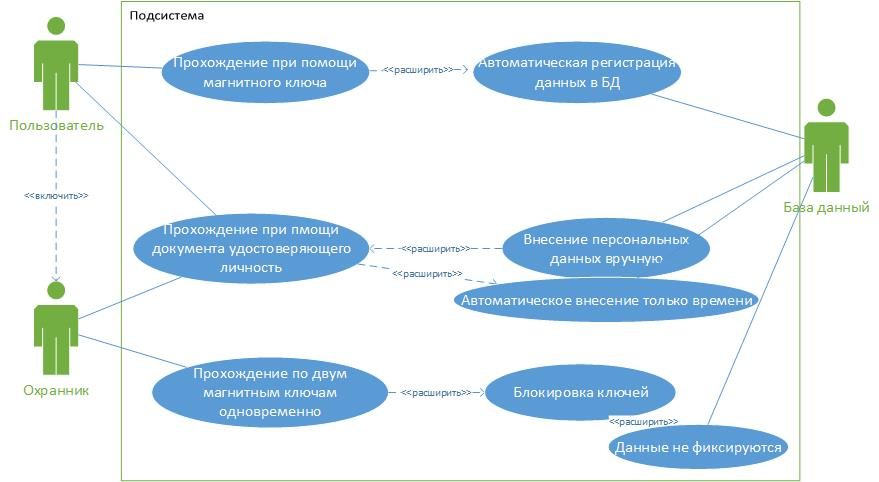 Подсистема
Прохождение при помощи
магнитного ключа
<<расширить>>
Автоматическая регистрация
данных в БД
Пользователь
<<включить>>
База данный
Прохождение при пмощи
документа удостоверяющего
личность
<<расширить>>
<<расширить>>
Внесение персональных
данных вручную
Автоматическое внесение только времени
Охранник
Прохождение по двум
магнитным ключам
одновременно
<<расширить>>
Блокировка ключей
<<расширить>>
Данные не фиксируются